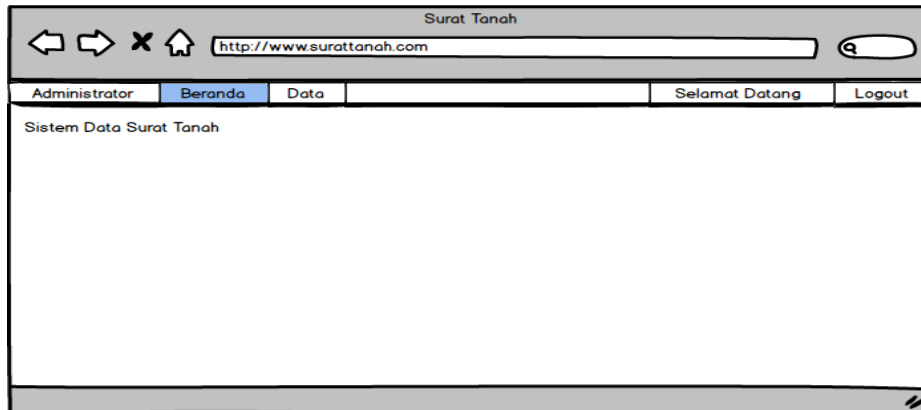 Surat Tanah
http://www.surattanah.com
Administrator Beranda Data Selamat Datang Logout
Sistem Data Surat Tanah